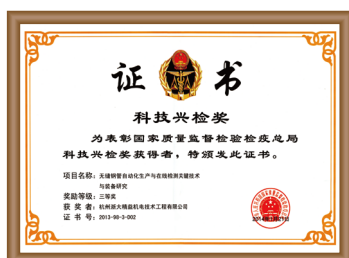 证 书
科技兴检奖
为表彰国家质量监督检验检疫总局
科技兴检奖获得者，特颁发此证书。
项目名称：无缝钢管自动化生产与在线检测关键技术
与装备研究
奖励等级：三等奖
获 奖 者：杭州浙大精益机电技术工程有限公司
证 书 号：2013-98-3-002